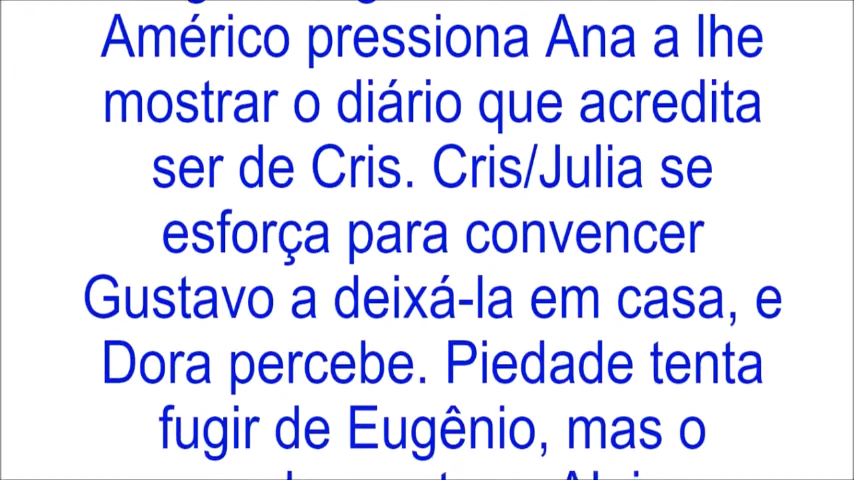 Américo pressiona Ana a lhe
mostrar o diário que acredita
ser de Cris. Cris/Julia se
esforça para convencer
Gustavo a deixá-la em casa, e
Dora percebe. Piedade tenta
fugir de Eugênio, mas o